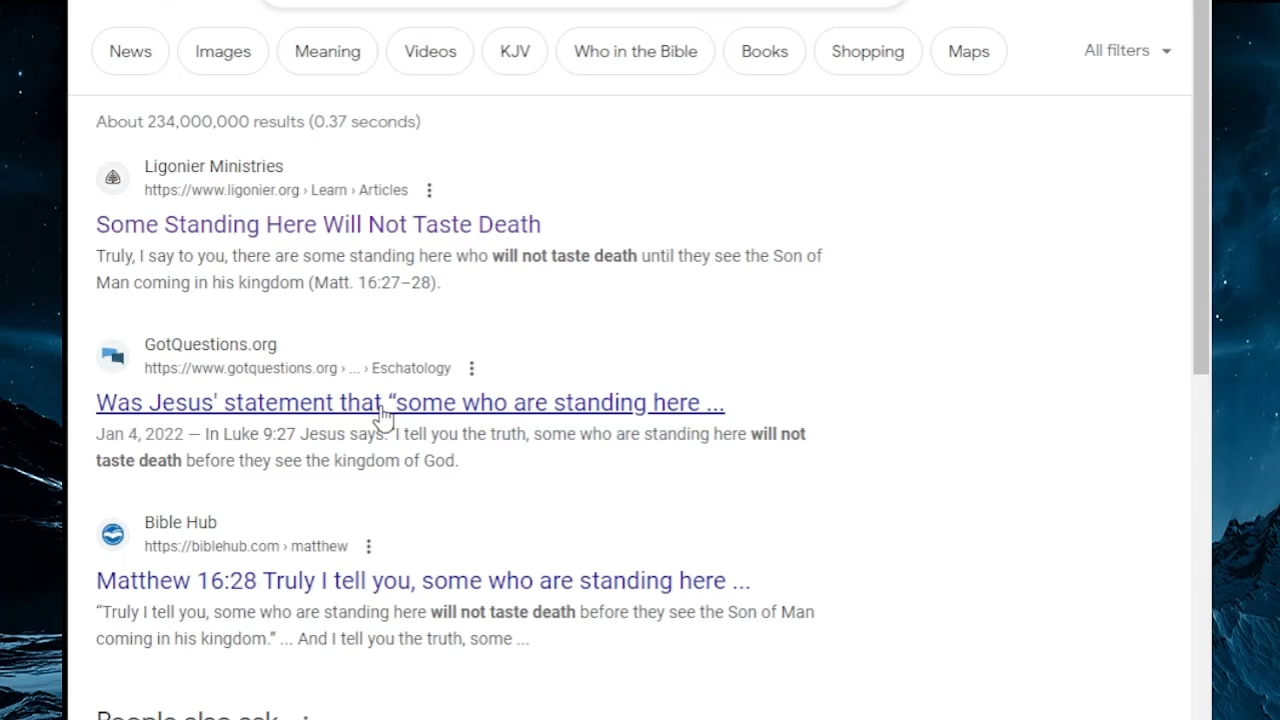 News Images Meaning Videos KJV Who in the Bible Books Shopping Maps All filters
About 234,000,000 results (0.37 seconds)
Ligonier Ministries
https://www.ligonier.org › Learn › Articles
Some Standing Here Will Not Taste Death
Truly, I say to you, there are some standing here who will not taste death until they see the Son of
Man coming in his kingdom (Matt. 16:27–28).
GotQuestions.org
https://www.gotquestions.org › ... › Eschatology
Was Jesus' statement that “some who are standing here ...
Jan 4, 2022 — In Luke 9:27 Jesus says. “I tell you the truth, some who are standing here will not
taste death before they see the kingdom of God.
Bible Hub
https://biblehub.com › matthew
Matthew 16:28 Truly I tell you, some who are standing here ...
“Truly I tell you, some who are standing here will not taste death before they see the Son of Man
coming in his kingdom.” ... And I tell you the truth, some ...
People also ask